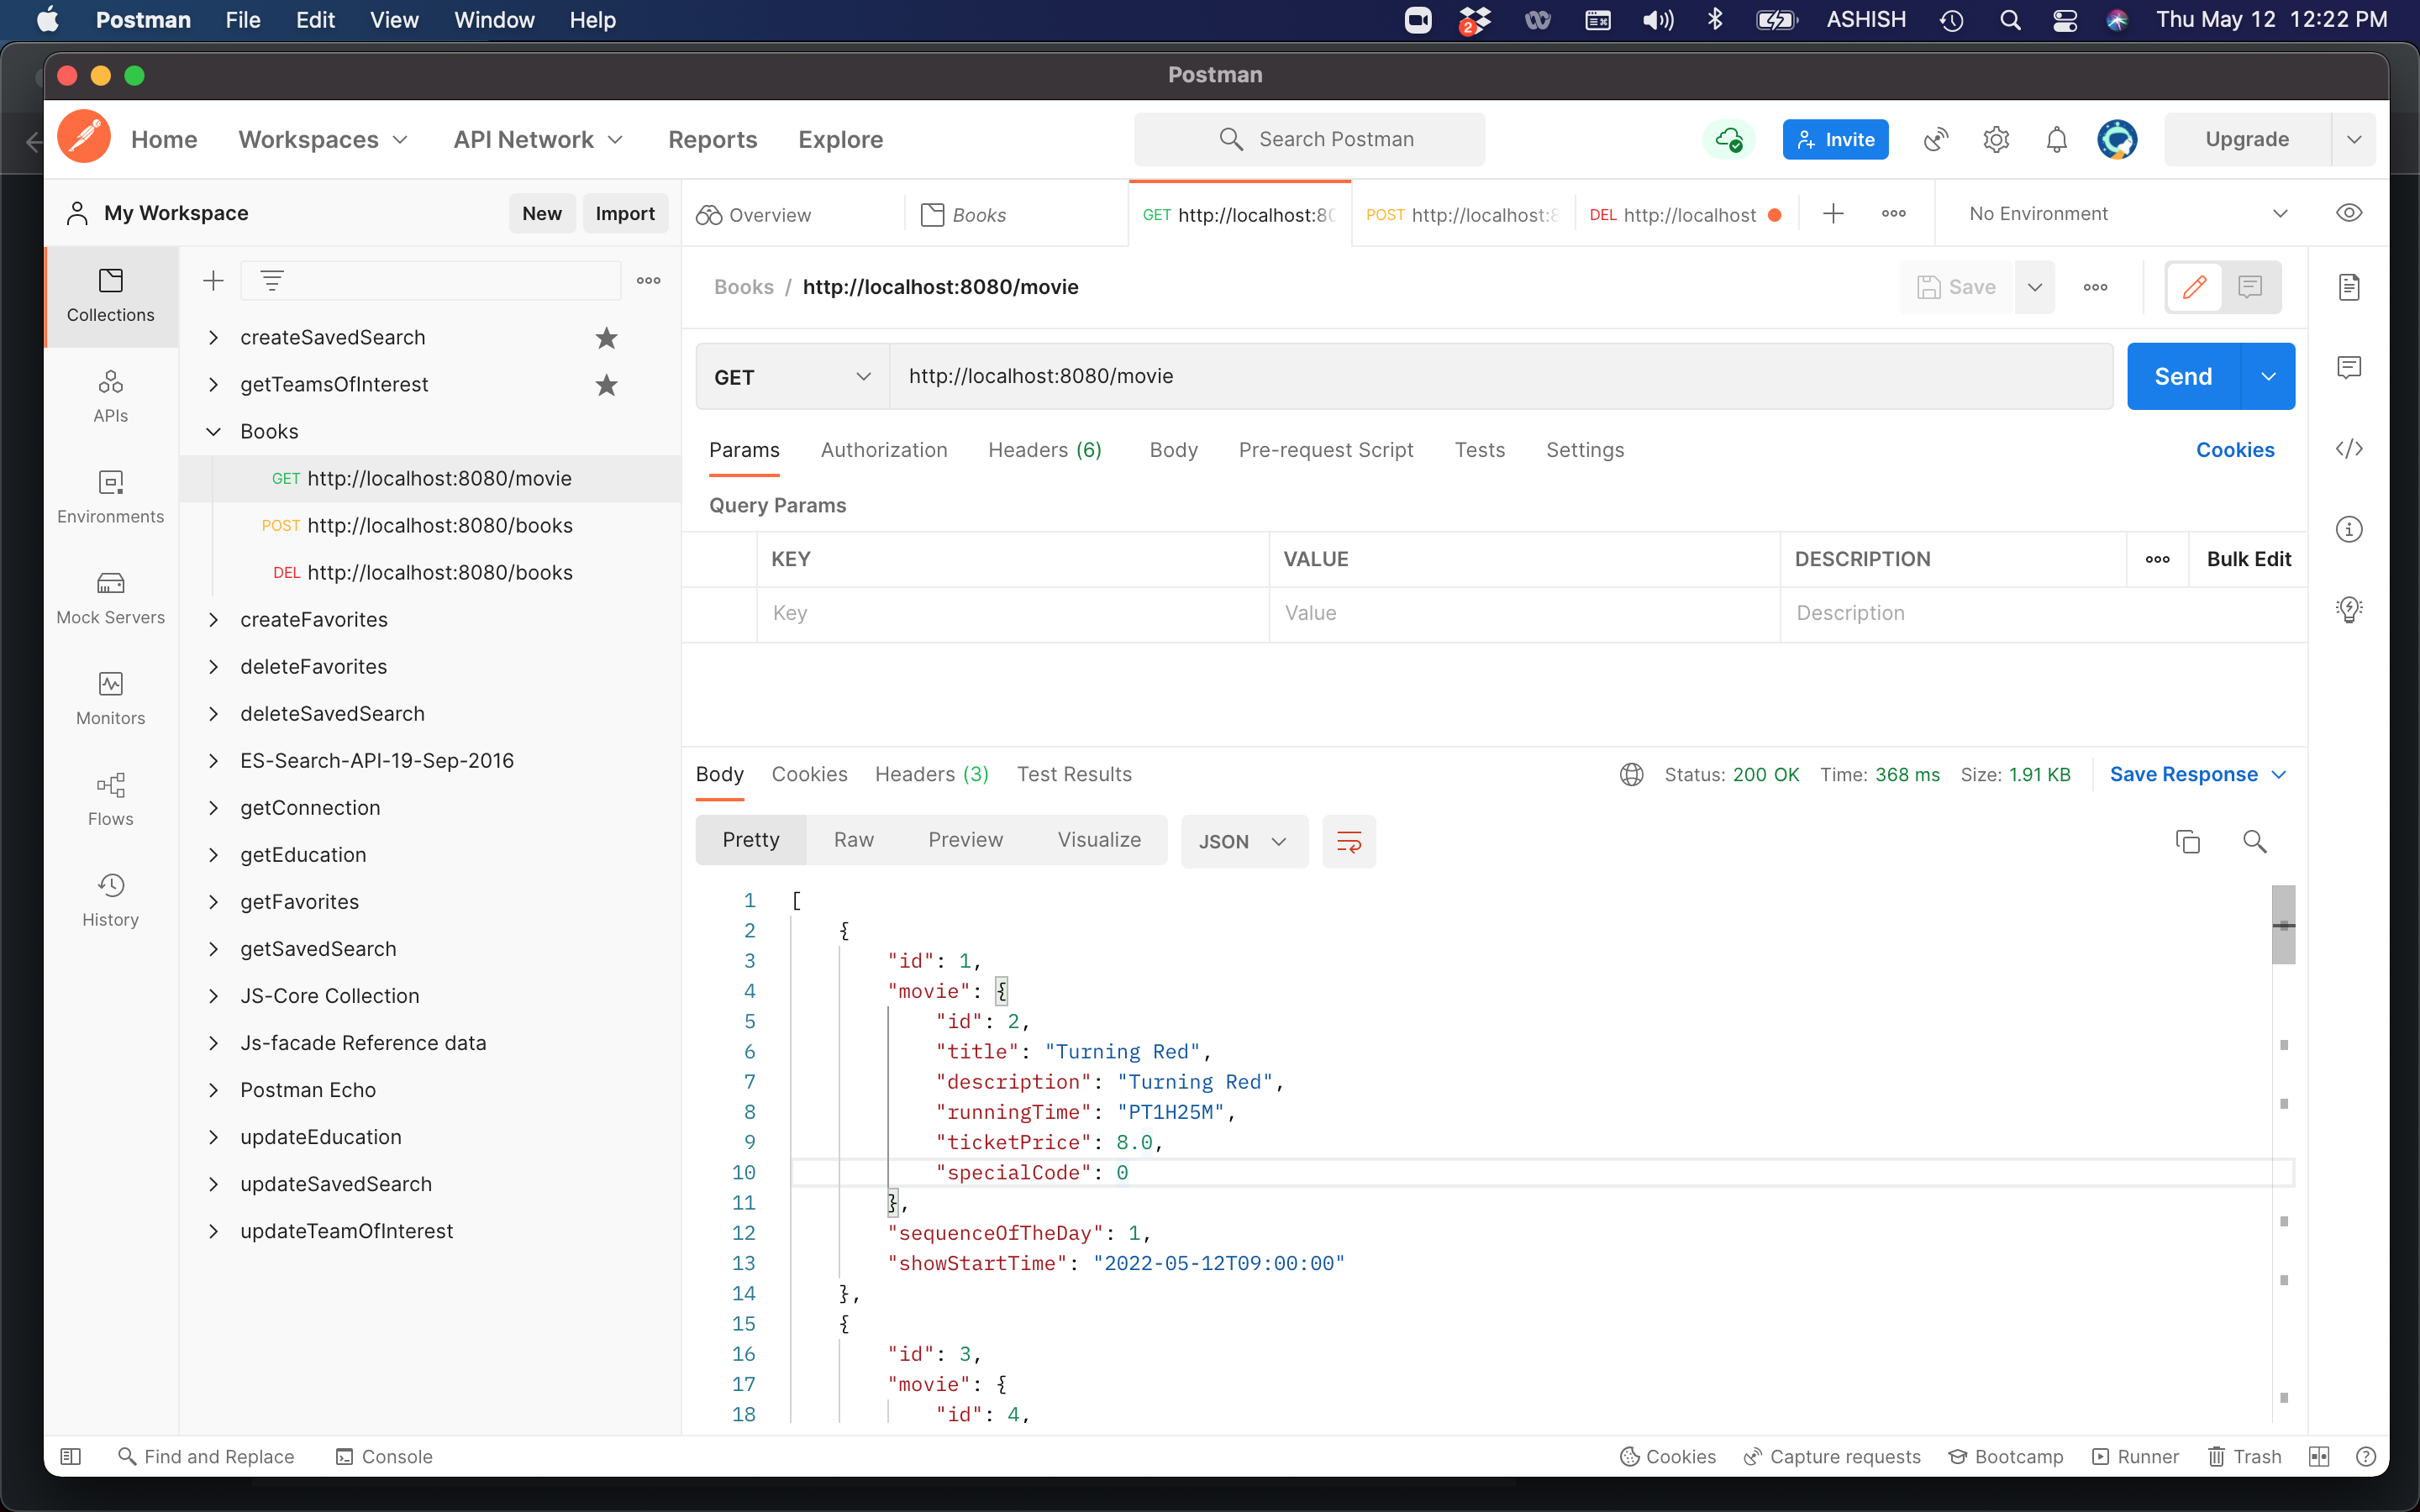 Postman File Edit View Window Help 2 ASHISH Thu May 12 12:22 PM
Postman
Home Workspaces API Network Reports Explore Search Postman Invite Upgrade
My Workspace New Import Overview Books GET http://localhost:80 POST http://localhost:8 DEL http://localhost No Environment
Collections
APIs
Environments
Mock Servers
Monitors
Flows
History
createSavedSearch
getTeamsOfInterest
Books
GET http://localhost:8080/movie
POST http://localhost:8080/books
DEL http://localhost:8080/books
createFavorites
deleteFavorites
deleteSavedSearch
ES-Search-API-19-Sep-2016
getConnection
getEducation
getFavorites
getSavedSearch
JS-Core Collection
Js-facade Reference data
Postman Echo
updateEducation
updateSavedSearch
updateTeamOfInterest
Books / http://localhost:8080/movie Save
GET http://localhost:8080/movie Send
Params Authorization Headers (6) Body Pre-request Script Tests Settings Cookies
Query Params
KEY VALUE DESCRIPTION Bulk Edit
Key Value Description
Body Cookies Headers (3) Test Results Status: 200 OK Time: 368 ms Size: 1.91 KB Save Response
Pretty Raw Preview Visualize JSON
1 [
2 {
3 "id": 1,
4 "movie": {
5 "id": 2,
6 "title": "Turning Red",
7 "description": "Turning Red",
8 "runningTime": "PT1H25M",
9 "ticketPrice": 8.0,
10 "specialCode": 0
11 },
12 "sequenceOfTheDay": 1,
13 "showStartTime": "2022-05-12T09:00:00"
14 },
15 {
16 "id": 3,
17 "movie": {
18 "id": 4,
Find and Replace Console Cookies Capture requests Bootcamp Runner Trash